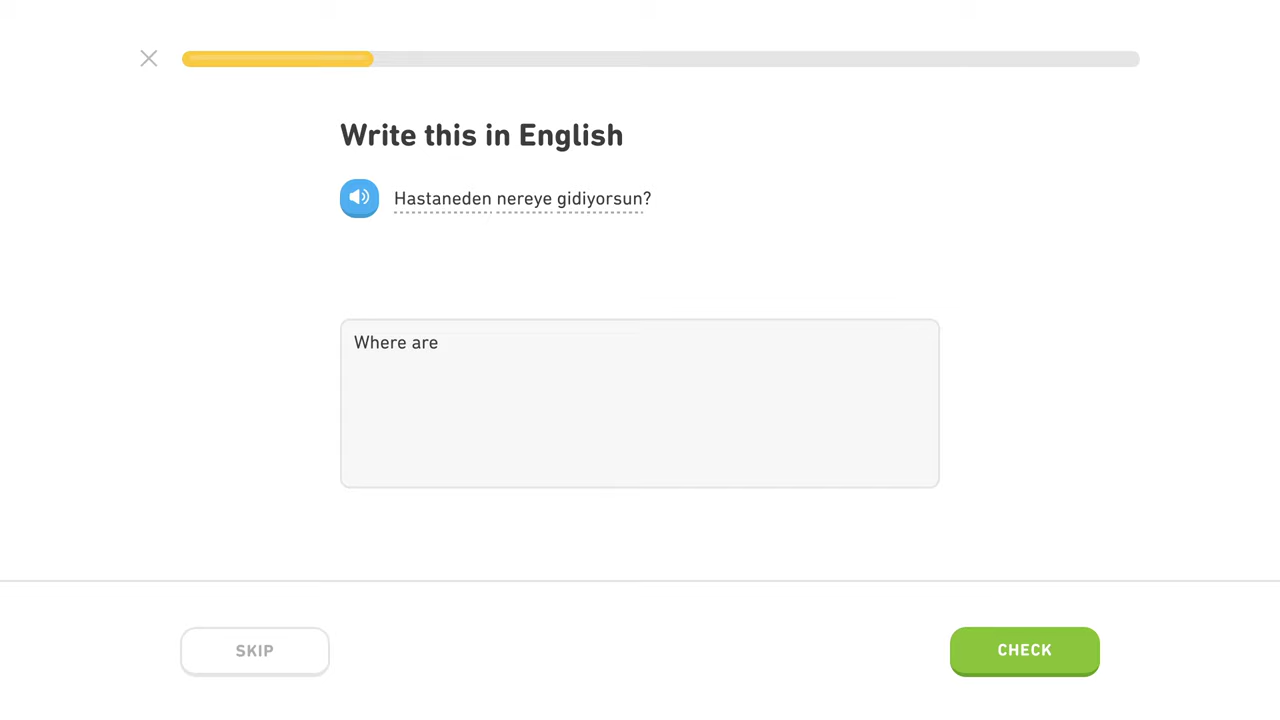 Write this in English
Hastaneden nereye gidiyorsun?
Where are
SKIP
CHECK